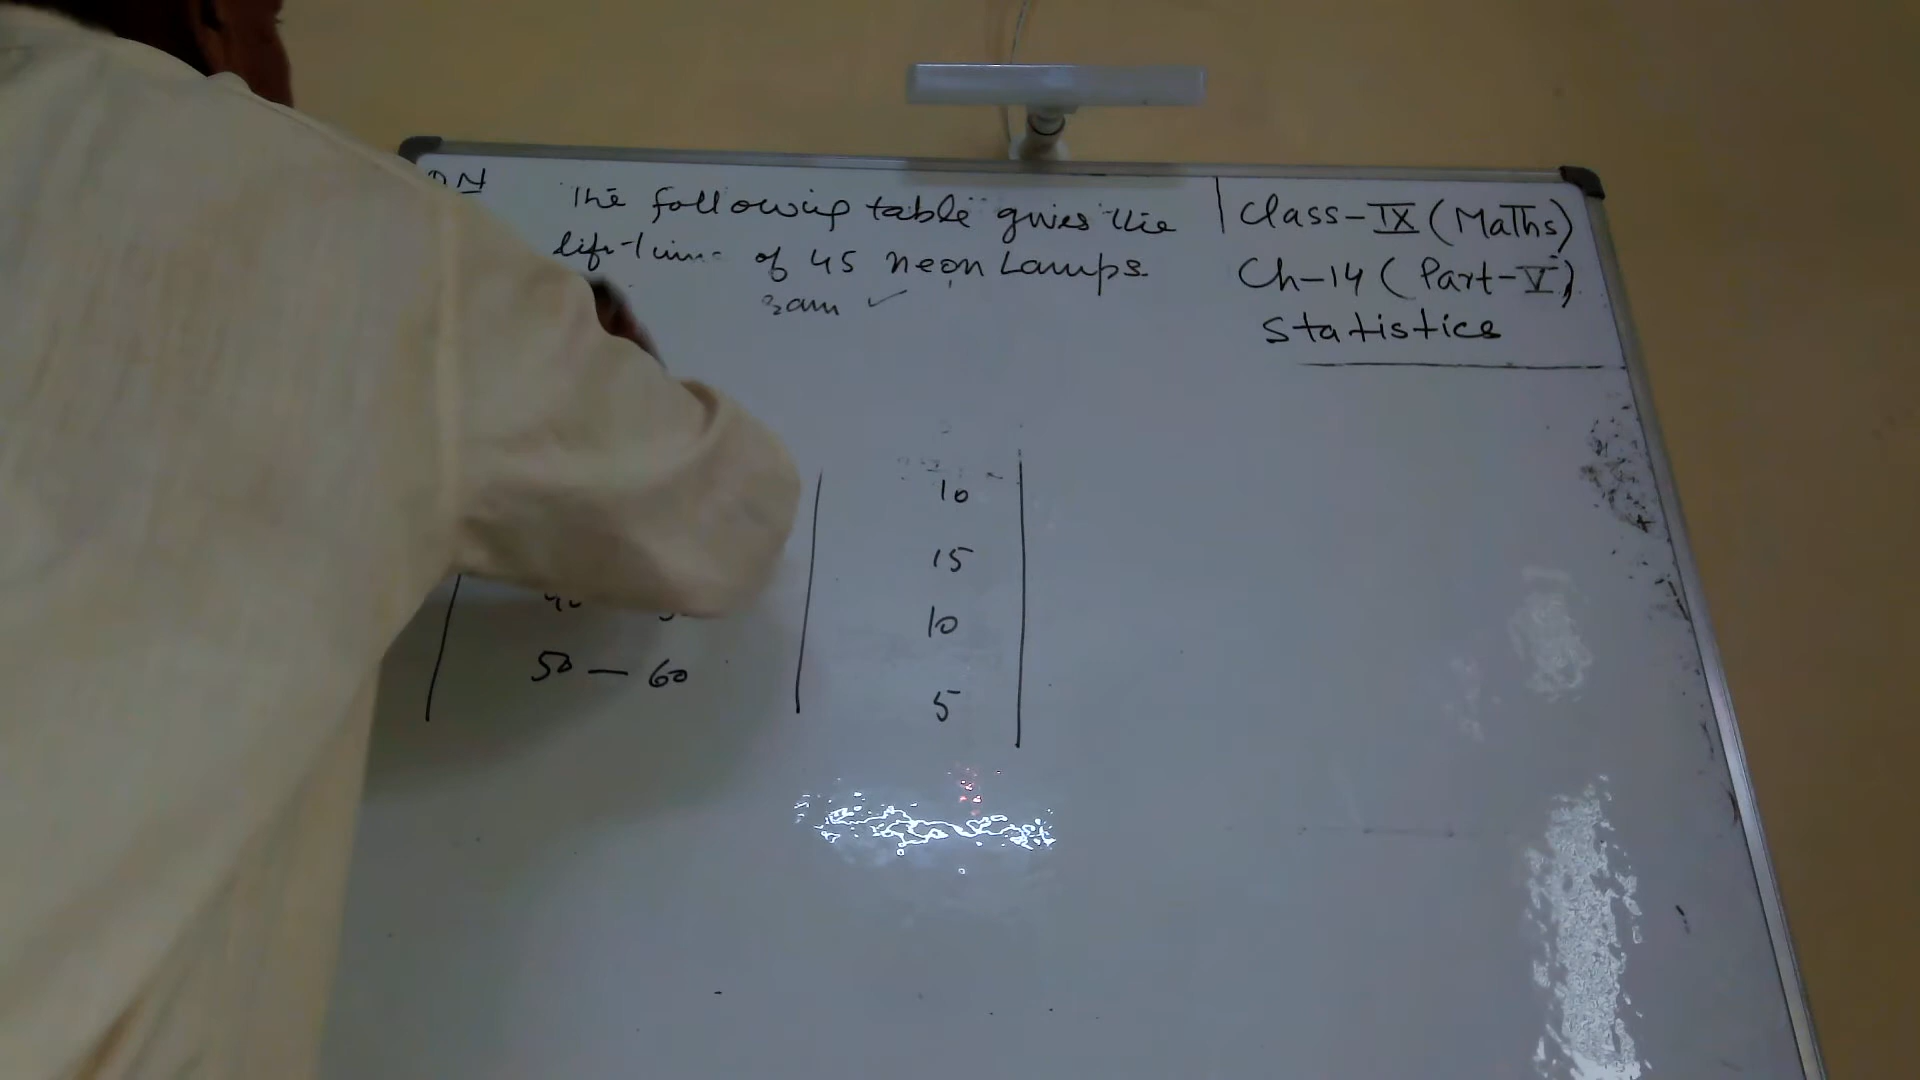 QN The following table gives the
life-time of 45 neon Lamps.
Class-IX (Maths)
Ch-14 (Part-V)
Statistics
10
15
10
50 — 60
5